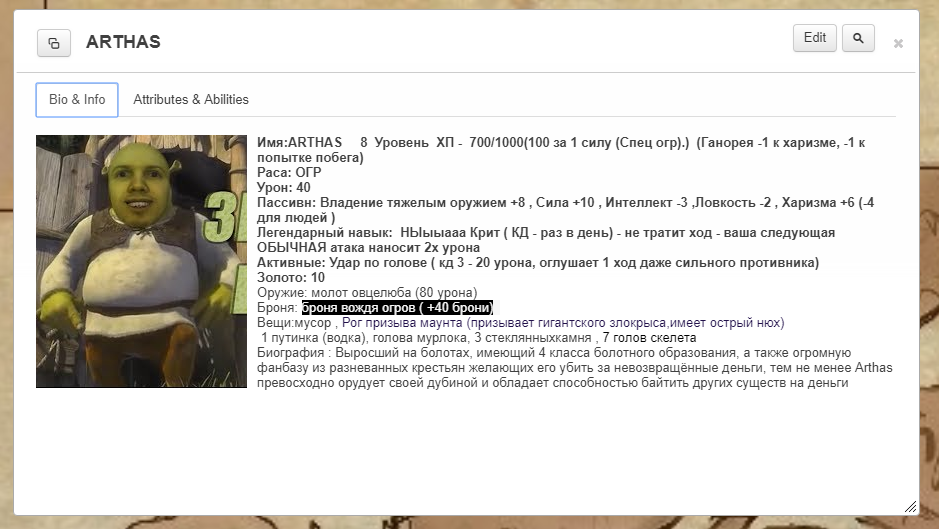 ARTHAS
Edit
Bio & Info
Attributes & Abilities
Имя:ARTHAS 8 Уровень ХП - 700/1000(100 за 1 силу (Спец огр).) (Ганорея -1 к харизме, -1 к
попытке побега)
Раса: ОГР
Урон: 40
Пассивн: Владение тяжелым оружием +8 , Сила +10 , Интеллект -3 ,Ловкость -2 , Харизма +6 (-4
для людей )
Легендарный навык: НЫыыааа Крит ( КД - раз в день) - не тратит ход - ваша следующая
ОБЫЧНАЯ атака наносит 2х урона
Активные: Удар по голове ( кд 3 - 20 урона, оглушает 1 ход даже сильного противника)
Золото: 10
Оружие: молот овцелюба (80 урона)
Броня: броня вождя огров ( +40 брони)
Вещи:мусор , Рог призыва маунта (призывает гигантского злокрыса,имеет острый нюх)
1 путинка (водка), голова мурлока, 3 стеклянныхкамня , 7 голов скелета
Биография : Выросший на болотах, имеющий 4 класса болотного образования, а также огромную
фанбазу из разневанных крестьян желающих его убить за невозвращённые деньги, тем не менее Arthas
превосходно орудует своей дубиной и обладает способностью байтить других существ на деньги